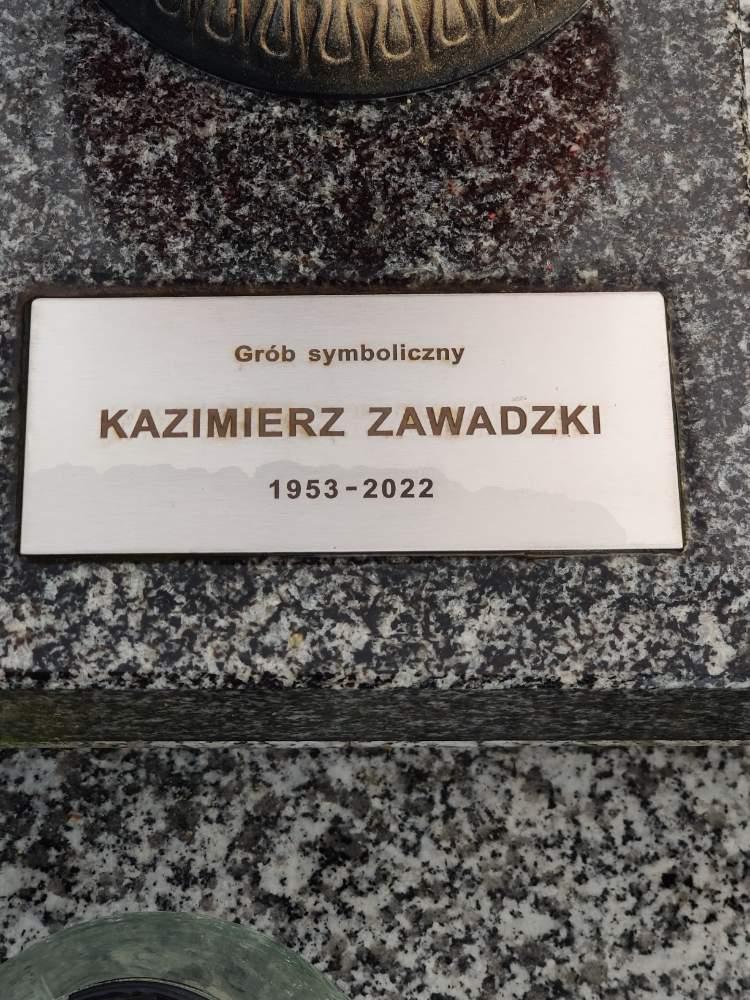 Grób symboliczny
KAZIMIERZ ZAWADZKI
1953-2022